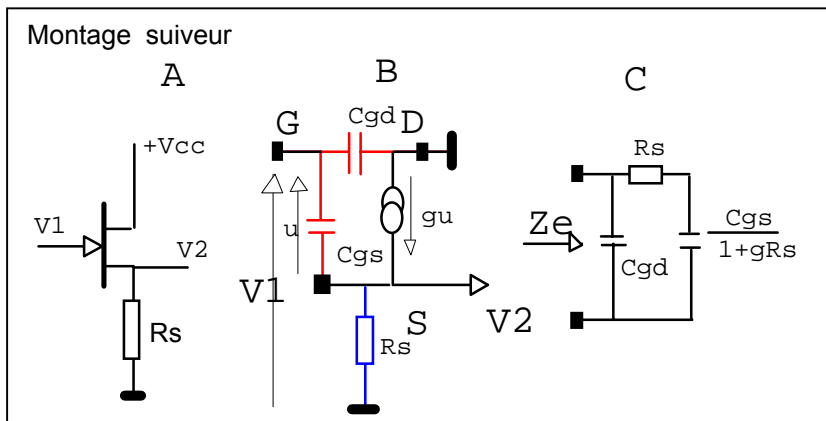 Montage suiveur
A
B
C
+Vcc
V1
V2
Rs
G
Cgd
D
u
gu
Cgs
V1
S
V2
Rs
Rs
Ze
Cgd
Cgs
1+gRs